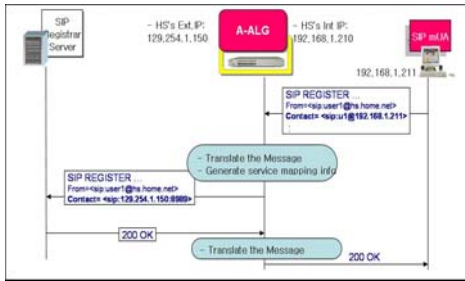 SIP
Registrar
Server
- HS's Ext.IP:
129,254,1,150
A-ALG
- HS's Int IP:
192,168,1,210
SIP mUA
192,168,1,211
SIP REGISTER ...
From=<sip:user1@hs.home.net>
Contact= <sip:u1@192.168.1.211>
:
- Translate the Message
- Generate service mapping info
SIP REGISTER ...
From=<sip:user1@hs.home.net>
Contact= <sip:129.254.1.150:8989>
200 OK
- Translate the Message
200 OK